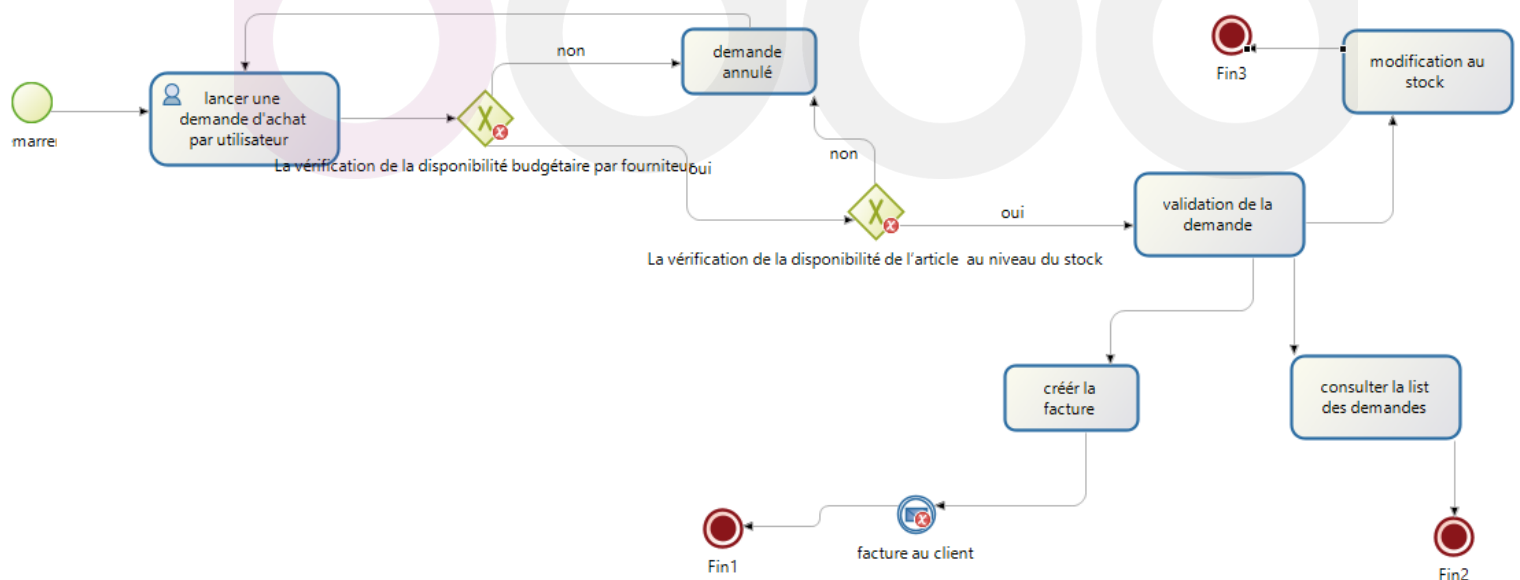 non
demande
annulé
Fin3
modification au
stock
lancer une
demande d'achat
par utilisateur
marrei
La vérification de la disponibilité budgétaire par fourniteur
oui
non
oui
validation de la
demande
La vérification de la disponibilité de l'article au niveau du stock
créér la
facture
consulter la list
des demandes
facture au client
Fin1
Fin2